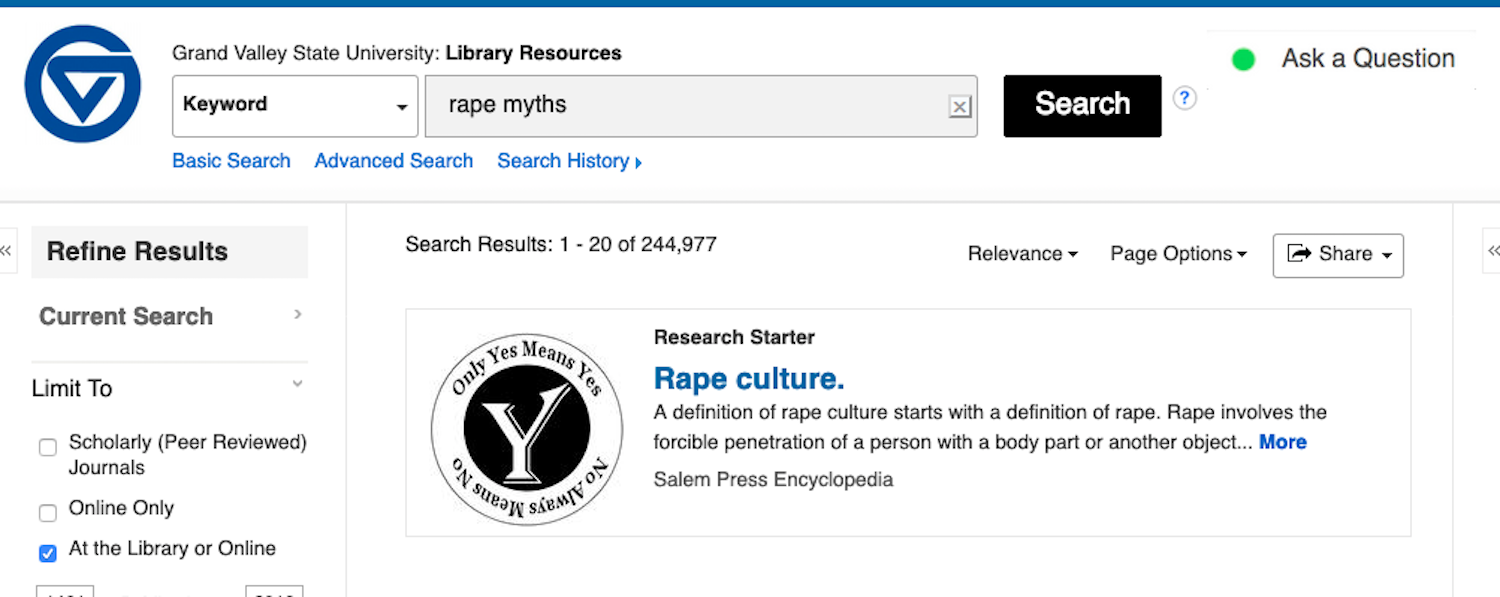 Grand Valley State University: Library Resources
Ask a Question
Keyword
rape myths
Search
?
Basic Search Advanced Search Search History
Refine Results
Current Search
Limit To
Scholarly (Peer Reviewed)
Journals
Online Only
At the Library or Online
Search Results: 1 - 20 of 244,977
Relevance
Page Options
Share
Only Yes Means Yes
Y
No Always Means No
Research Starter
Rape culture.
A definition of rape culture starts with a definition of rape. Rape involves the
forcible penetration of a person with a body part or another object... More
Salem Press Encyclopedia